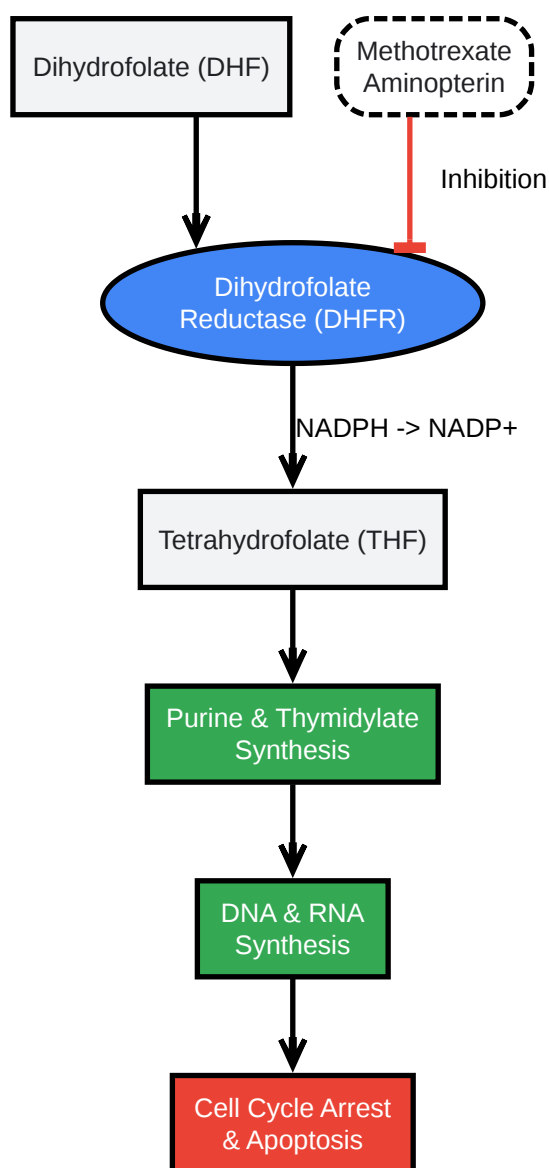 Dihydrofolate (DHF)
Methotrexate
Aminopterin
Inhibition
Dihydrofolate
Reductase (DHFR)
NADPH -> NADP+
Tetrahydrofolate (THF)
Purine & Thymidylate
Synthesis
DNA & RNA
Synthesis
Cell Cycle Arrest
& Apoptosis